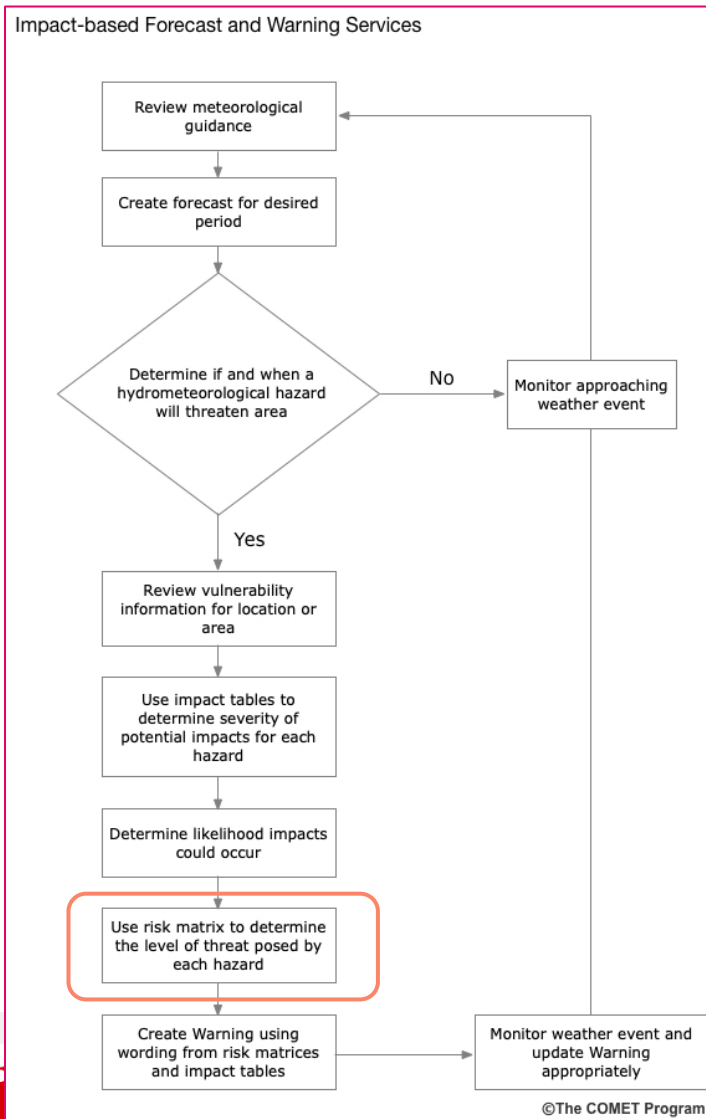 Impact-based Forecast and Warning Services
Review meteorological
guidance
Create forecast for desired
period
Determine if and when a
hydrometeorological hazard
will threaten area
No
Monitor approaching
weather event
Yes
Review vulnerability
information for location or
area
Use impact tables to
determine severity of
potential impacts for each
hazard
Determine likelihood impacts
could occur
Use risk matrix to determine
the level of threat posed by
each hazard
Create Warning using
wording from risk matrices
and impact tables
Monitor weather event and
update Warning
appropriately
©The COMET Program